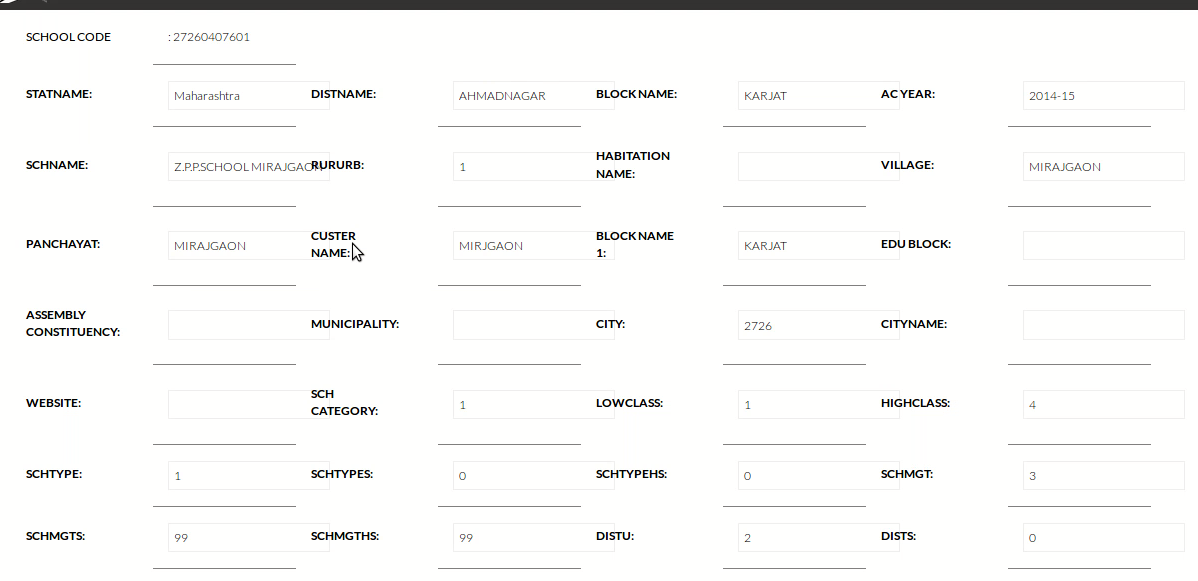 SCHOOL CODE : 27260407601
STATNAME: Maharashtra DISTNAME: AHMADNAGAR BLOCK NAME: KARJAT AC YEAR: 2014-15
SCHNAME: Z.P.P.SCHOOL MIRAJGAON RURURB: 1 HABITATION NAME: VILLAGE: MIRAJGAON
PANCHAYAT: MIRAJGAON CUSTER NAME: MIRJGAON BLOCK NAME 1: KARJAT EDU BLOCK:
ASSEMBLY CONSTITUENCY: MUNICIPALITY: CITY: 2726 CITYNAME:
WEBSITE: SCH CATEGORY: 1 LOWCLASS: 1 HIGHCLASS: 4
SCHTYPE: 1 SCHTYPES: 0 SCHTYPEHS: 0 SCHMGT: 3
SCHMGTS: 99 SCHMGTHS: 99 DISTU: 2 DISTS: 0